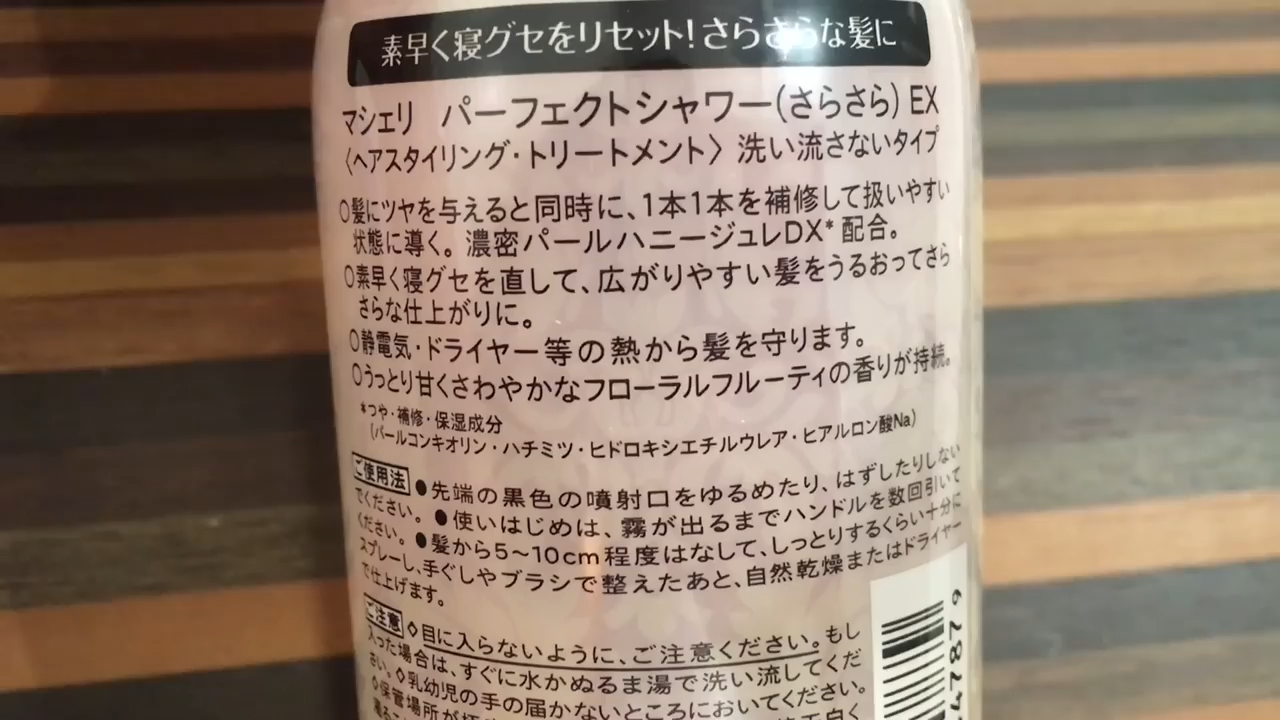 素早く寝グセをリセット!さらさらな髪に
マシェリ パーフェクトシャワー(さらさら) EX
〈ヘアスタイリング・トリートメント〉 洗い流さないタイプ
○髪にツヤを与えると同時に、1本1本を補修して扱いやすい
状態に導く。濃密パールハニージュレDX*配合。
○素早く寝グセを直して、広がりやすい髪をうるおってさら
さらな仕上がりに。
○静電気・ドライヤー等の熱から髪を守ります。
○うっとり甘くさわやかなフローラルフルーティの香りが持続。
*つや・補修・保湿成分
(パールコンキオリン・ハチミツ・ヒドロキシエチルウレア・ヒアルロン酸Na)
ご使用法 ●先端の黒色の噴射口をゆるめたり、はずしたりしない
でください。●使いはじめは、霧が出るまでハンドルを数回引いて
ください。●髪から5〜10cm程度はなして、しっとりするくらい十分に
スプレーし、手ぐしやブラシで整えたあと、自然乾燥またはドライヤー
で仕上げます。
ご注意 ◇目に入らないように、ご注意ください。もし
入った場合は、すぐに水かぬるま湯で洗い流してくだ
さい。◇乳幼児の手の届かないところにおいてください。
◇保管場所が